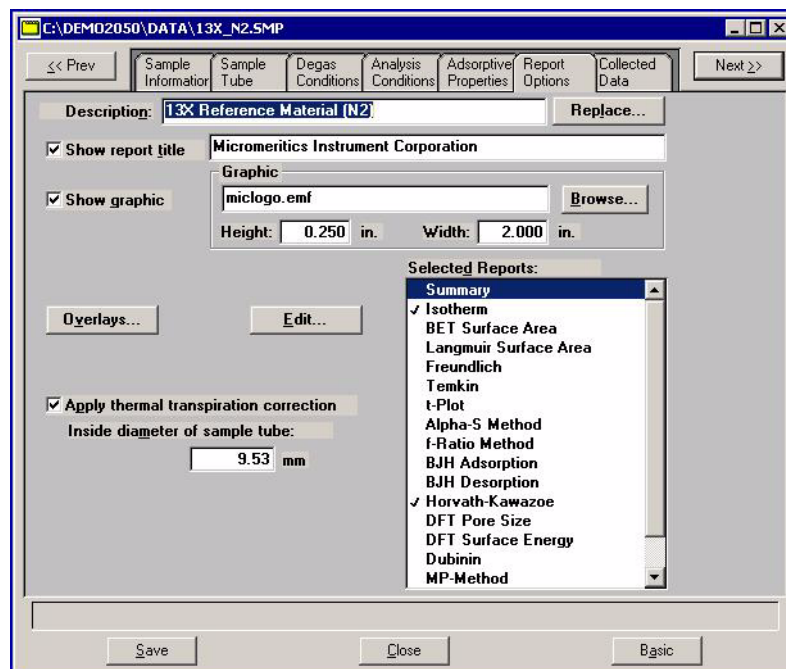 C:\DEMO2050\DATA\13X_N2.SMP
<< Prev
Sample Information
Sample Tube
Degas Conditions
Analysis Conditions
Adsorptive Properties
Report Options
Collected Data
Next >>
Description: 13X Reference Material (N2) Replace...
✓ Show report title Micromeritics Instrument Corporation
Graphic
✓ Show graphic miclogo.emf Browse...
Height: 0.250 in. Width: 2.000 in.
Selected Reports:
Summary
✓ Isotherm
BET Surface Area
Langmuir Surface Area
Freundlich
Temkin
t-Plot
Alpha-S Method
f-Ratio Method
BJH Adsorption
BJH Desorption
✓ Horvath-Kawazoe
DFT Pore Size
DFT Surface Energy
Dubinin
MP-Method
Overlays... Edit...
✓ Apply thermal transpiration correction
Inside diameter of sample tube:
9.53 mm
Save Close Basic